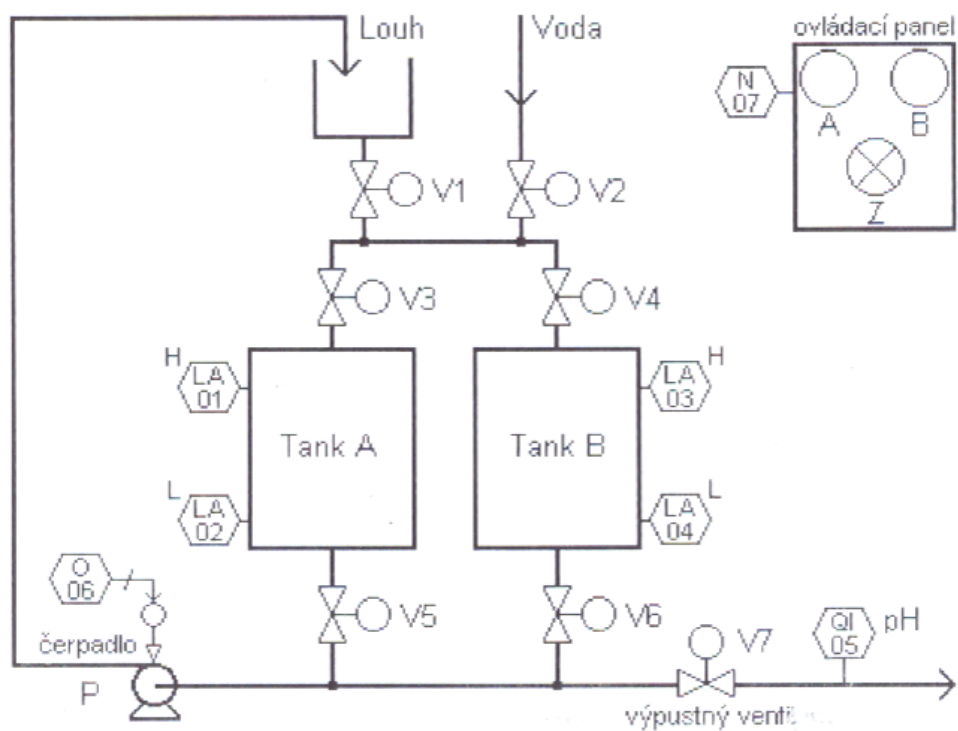 Louh
Voda
ovládací panel
N
07
A
B
Z
V1
V2
V3
V4
H
LA
01
H
LA
03
Tank A
Tank B
L
LA
02
L
LA
04
O
06
čerpadlo
P
V5
V6
V7
QI
05
pH
výpustný